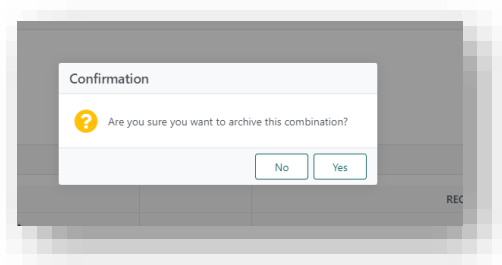 Confirmation
? Are you sure you want to archive this combination?
No Yes